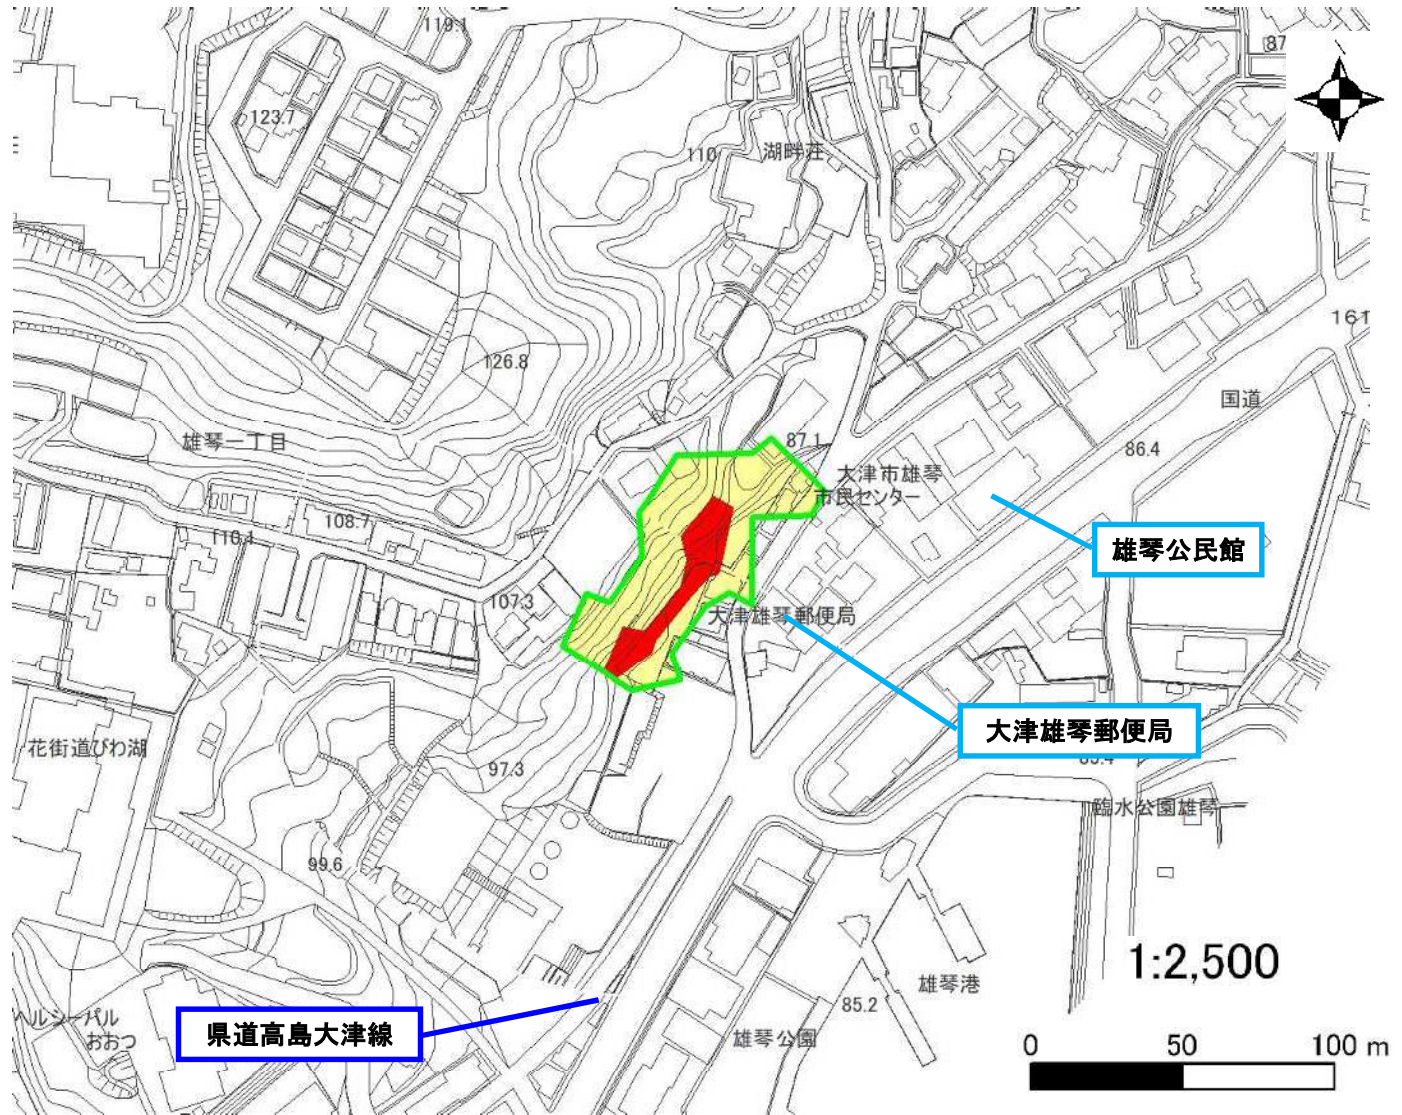 119.1
87
123.7
110
湖畔荘
161
126.8
国道
雄琴一丁目
87.1
86.4
大津市雄琴
市民センター
108.7
110.1
雄琴公民館
107.3
大津雄琴郵便局
大津雄琴郵便局
花街道びわ湖
97.3
臨水公園雄琴
99.6
1:2,500
雄琴港
85.2
ヘルシーパル
おおつ
県道高島大津線
雄琴公園
0 50 100 m